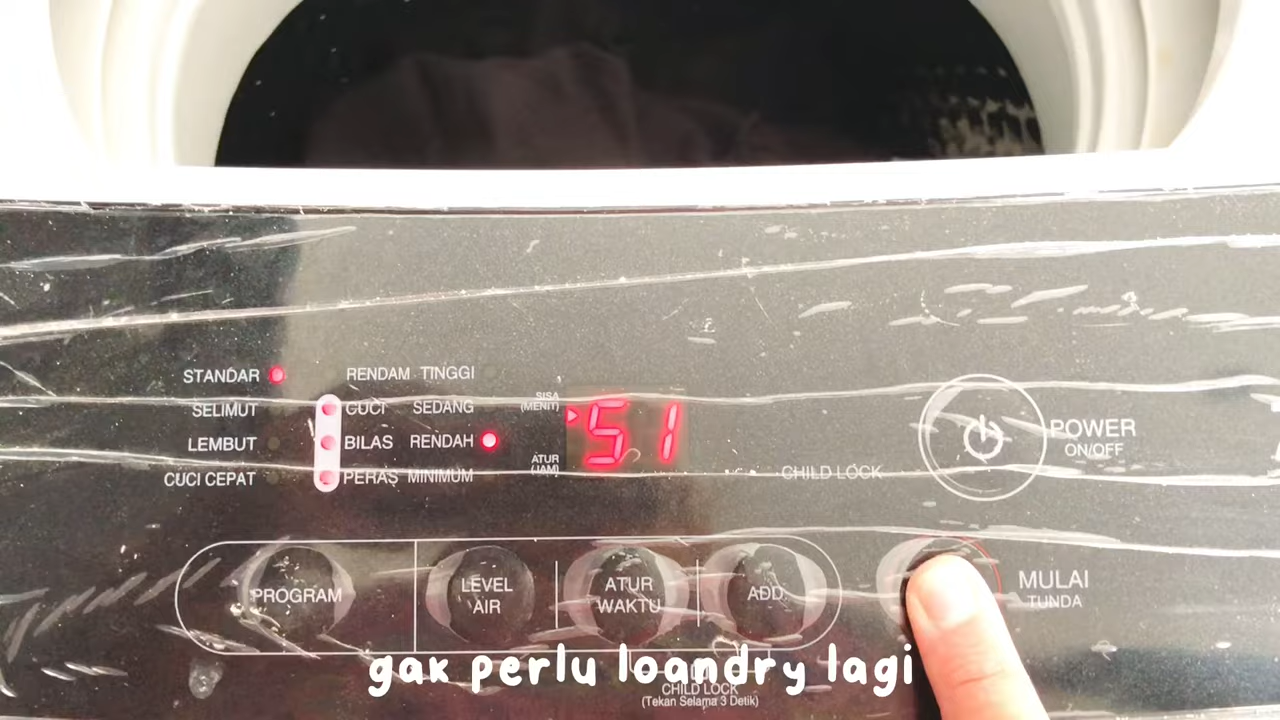 STANDAR
SELIMUT
LEMBUT
CUCI CEPAT
RENDAM TINGGI
CUCI SEDANG
BILAS RENDAH
PERAS MINIMUM
SISA
(MENIT)
51
ATUR
(JAM)
CHILD LOCK
POWER
ON/OFF
PROGRAM
LEVEL
AIR
ATUR
WAKTU
ADD.
MULAI
TUNDA
gak perlu loandry lagi
CHILD LOCK
(Tekan Selama 3 Detik)